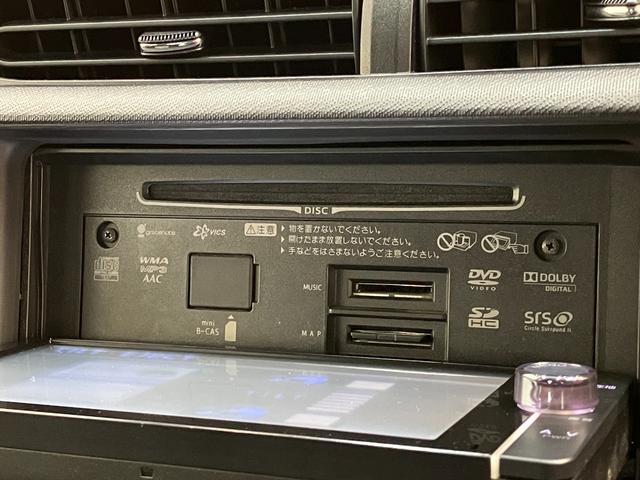 DISC
gracenote
VICS
注意
物を置かないでください。
開けたまま放置しないでください。
手などをはさまないようご注意ください。
disc
WMA
MP3
AAC
MUSIC
DVD
VIDEO
DOLBY
DIGITAL
mini
B-CAS
MAP
SD
HC
SRS
Circle Surround II